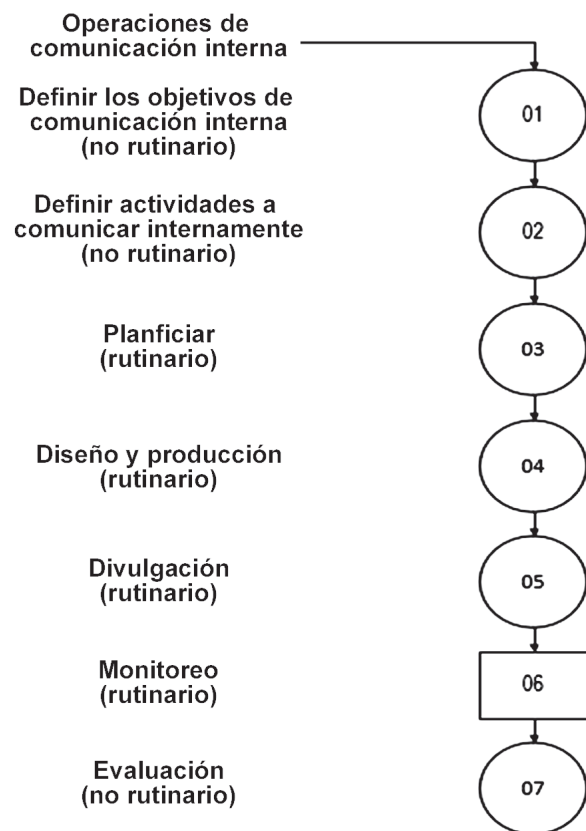 Operaciones de
comunicación interna
Definir los objetivos de
comunicación interna
(no rutinario)
01
Definir actividades a
comunicar internamente
(no rutinario)
02
Planficiar
(rutinario)
03
Diseño y producción
(rutinario)
04
Divulgación
(rutinario)
05
Monitoreo
(rutinario)
06
Evaluación
(no rutinario)
07